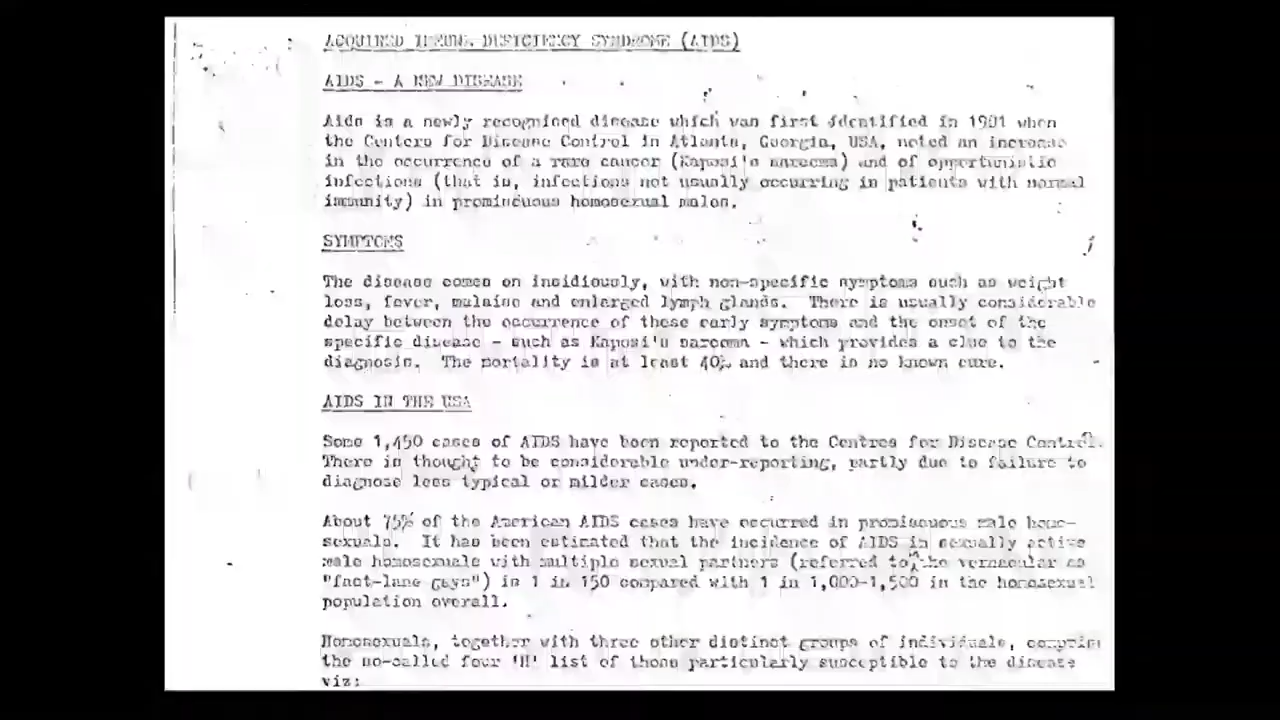 ACQUIRED IMMUNE DEFICIENCY SYNDROME (AIDS)
AIDS - A NEW DISEASE
Aids is a newly recognised disease which was first identified in 1981 when
the Centers for Disease Control in Atlanta, Georgia, USA, noted an increase
in the occurrence of a rare cancer (Kaposi's sarcoma) and of opportunistic
infections (that is, infections not usually occurring in patients with normal
immunity) in promiscuous homosexual males.
SYMPTOMS
The disease comes on insidiously, with non-specific symptoms such as weight
loss, fever, malaise and enlarged lymph glands. There is usually considerable
delay between the occurrence of these early symptoms and the onset of the
specific disease - such as Kaposi's sarcoma - which provides a clue to the
diagnosis. The mortality is at least 40% and there is no known cure.
AIDS IN THE USA
Some 1,450 cases of AIDS have been reported to the Centres for Disease Control.
There is thought to be considerable under-reporting, partly due to failure to
diagnose less typical or milder cases.
About 75% of the American AIDS cases have occurred in promiscuous male homo-
sexuals. It has been estimated that the incidence of AIDS in sexually active
male homosexuals with multiple sexual partners (referred to in the vernacular as
"fast-lane gays") is 1 in 150 compared with 1 in 1,000-1,500 in the homosexual
population overall.
Homosexuals, together with three other distinct groups of individuals, comprise
the so-called four 'H' list of those particularly susceptible to the disease
viz: